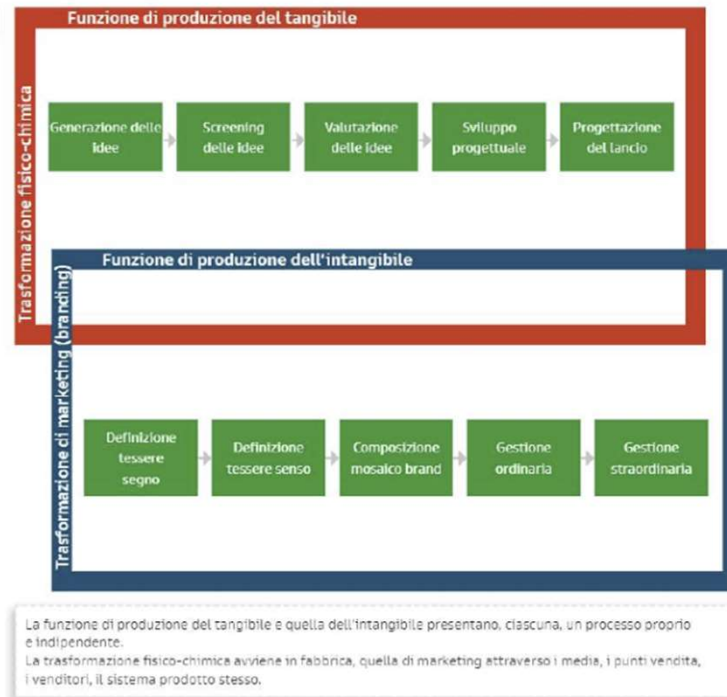 Funzione di produzione del tangibile
Trasformazione fisico-chimica
Generazione delle
idee
Screening
delle idee
Valutazione
delle idee
Sviluppo
progettuale
Progettazione
del lancio
Funzione di produzione dell'intangibile
Trasformazione di marketing (branding)
Definizione
tessere
segno
Definizione
tessere senso
Composizione
mosaico brand
Gestione
ordinaria
Gestione
straordinaria
La funzione di produzione del tangibile e quella dell'intangibile presentano, ciascuna, un processo proprio
e indipendente.
La trasformazione fisico-chimica avviene in fabbrica, quella di marketing attraverso i media, i punti vendita,
i venditori, il sistema prodotto stesso.